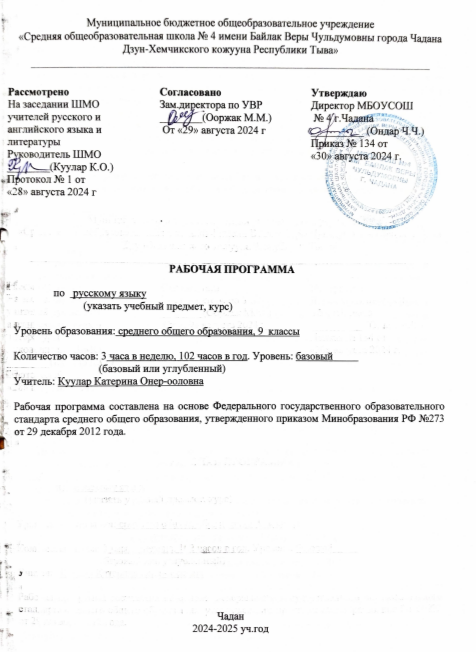 Муниципальное бюджетное общеобразовательное учреждение
«Средняя общеобразовательная школа № 4 имени Байлак Веры Чульдумовны города Чадана
Дзун-Хемчикского кожууна Республики Тыва»
Рассмотрено
На заседании ШМО
учителей русского и
английского языка и
литературы
Руководитель ШМО
(Куулар К.О.)
Протокол № 1 от
«28» августа 2024 г
Согласовано
Зам.директора по УВР
(Ооржак М.М.)
От «29» августа 2024 г
Утверждаю
Директор МБОУСОШ
№ 4 г.Чадана
(Ондар Ч.Ч.)
Приказ № 134 от
«30» августа 2024 г.
РАБОЧАЯ ПРОГРАММА
по русскому языку
(указать учебный предмет, курс)
Уровень образования: среднего общего образования, 9 классы
Количество часов: 3 часа в неделю, 102 часов в год. Уровень: базовый
(базовый или углубленный)
Учитель: Куулар Катерина Онер-ооловна
Рабочая программа составлена на основе Федерального государственного образовательного
стандарта среднего общего образования, утвержденного приказом Минобразования РФ №273
от 29 декабря 2012 года.
Чадан
2024-2025 уч.год